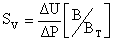 S_V = ΔU/ΔP [B/B_T]